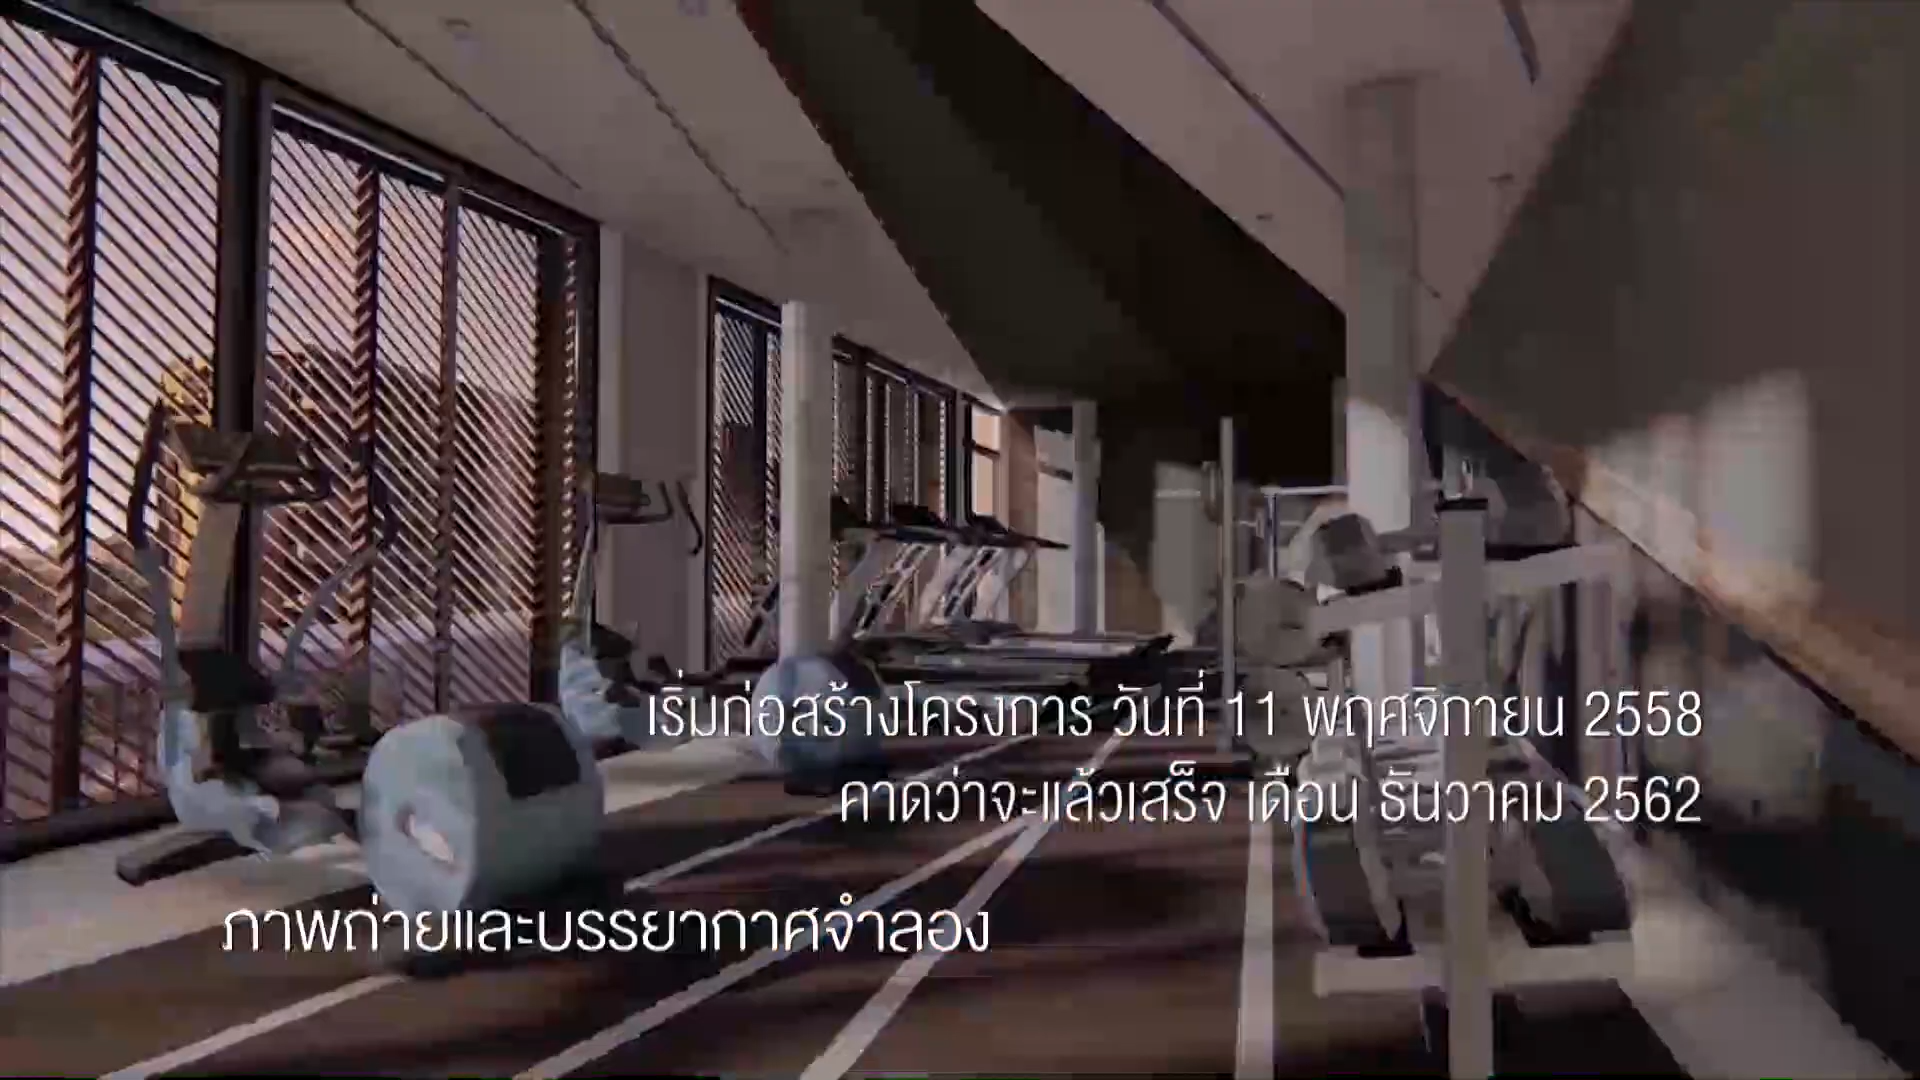 เริ่มก่อสร้างโครงการ วันที่ 11 พฤศจิกายน 2558
คาดว่าจะแล้วเสร็จ เดือน ธันวาคม 2562
ภาพถ่ายและบรรยากาศจำลอง